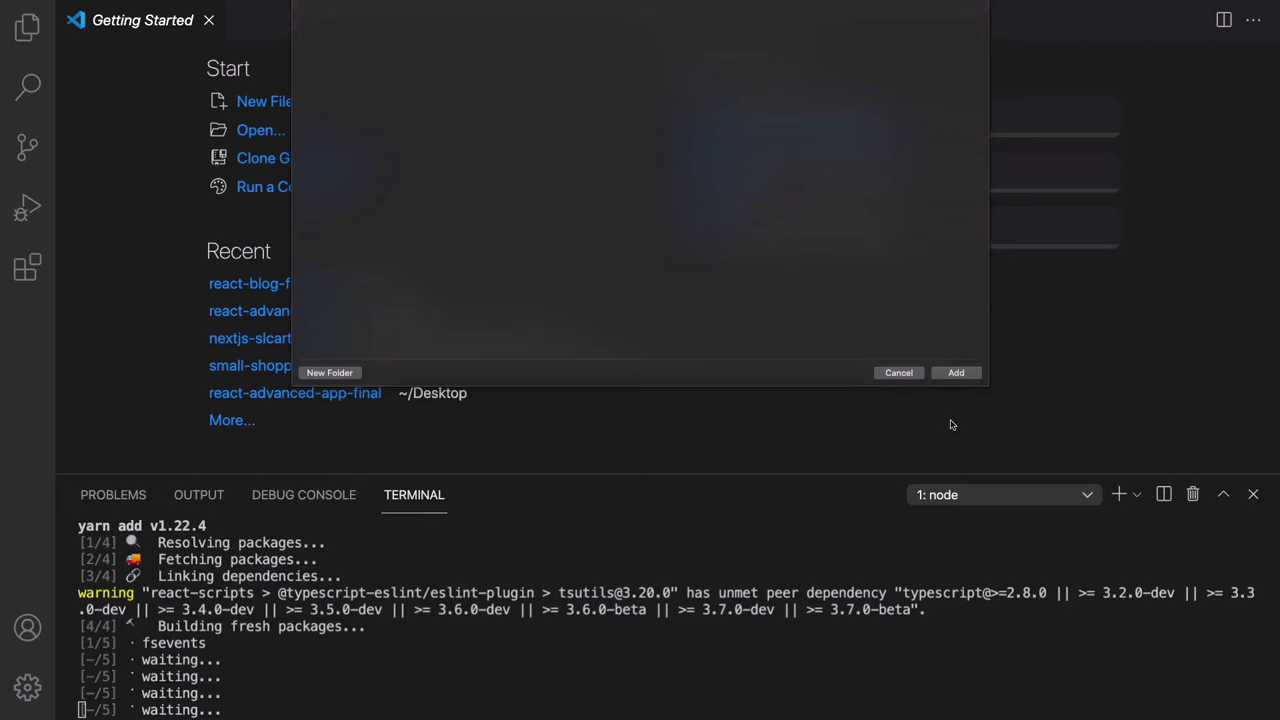 Getting Started
Start
New File
Open...
Clone G
Run a Co
Recent
react-blog-f
react-advan
nextjs-slcart
small-shopp
react-advanced-app-final ~/Desktop
More...
New Folder
Cancel
Add
PROBLEMS
OUTPUT
DEBUG CONSOLE
TERMINAL
1: node
yarn add v1.22.4
[1/4] 🔍 Resolving packages...
[2/4] 🚚 Fetching packages...
[3/4] 🔗 Linking dependencies...
warning "react-scripts > @typescript-eslint/eslint-plugin > tsutils@3.20.0" has unmet peer dependency "typescript@>=2.8.0 || >= 3.2.0-dev || >= 3.3
.0-dev || >= 3.4.0-dev || >= 3.5.0-dev || >= 3.6.0-dev || >= 3.6.0-beta || >= 3.7.0-dev || >= 3.7.0-beta".
[4/4] 🔨 Building fresh packages...
[1/5] · fsevents
[-/5] · waiting...
[-/5] ⠁ waiting...
[-/5] ⠁ waiting...
[-/5] ⠁ waiting...